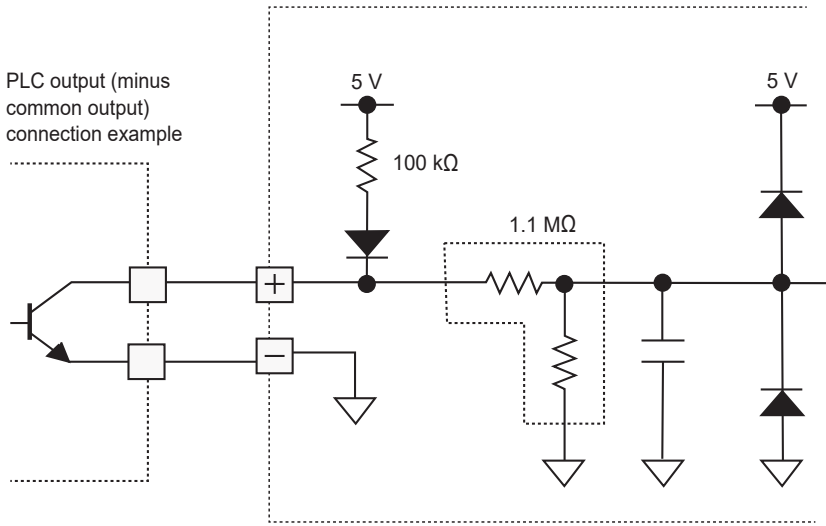 PLC output (minus
common output)
connection example
5 V
5 V
100 kΩ
1.1 MΩ
+
−